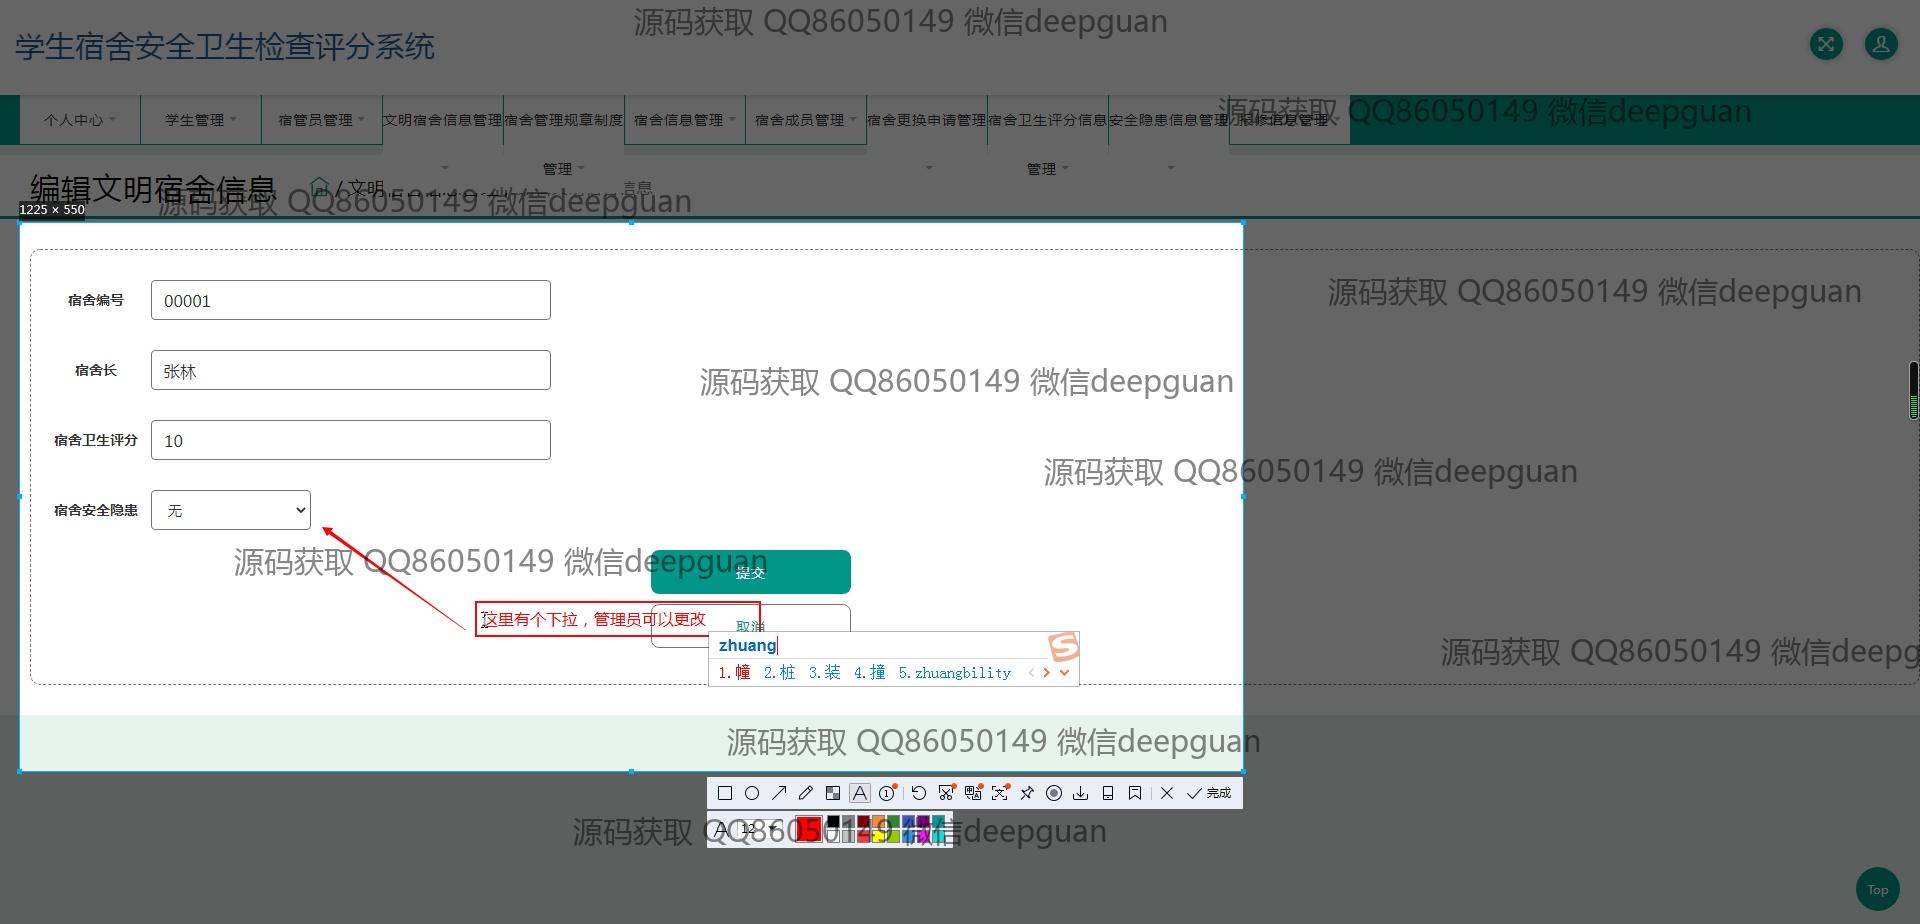 源码获取 QQ86050149 微信deepguan
学生宿舍安全卫生检查评分系统
个人中心 学生管理 宿管员管理 文明宿舍信息管理 宿舍管理规章制度管理 宿舍信息管理 宿舍成员管理 宿舍更换申请管理 宿舍卫生评分信息管理 安全隐患信息管理 报修信息管理
源码获取 QQ86050149 微信deepguan
编辑文明宿舍信息 / 文明 信息
源码获取 QQ86050149 微信deepguan
1225 × 550
宿舍编号 00001
源码获取 QQ86050149 微信deepguan
宿舍长 张林
源码获取 QQ86050149 微信deepguan
宿舍卫生评分 10
源码获取 QQ86050149 微信deepguan
宿舍安全隐患 无
源码获取 QQ86050149 微信deepguan
提交
这里有个下拉，管理员可以更改
取消
zhuang
1.幢 2.桩 3.装 4.撞 5.zhuangbility
源码获取 QQ86050149 微信deepg
源码获取 QQ86050149 微信deepguan
A 1 完成
A 12
源码获取 QQ86050149 微信deepguan
Top